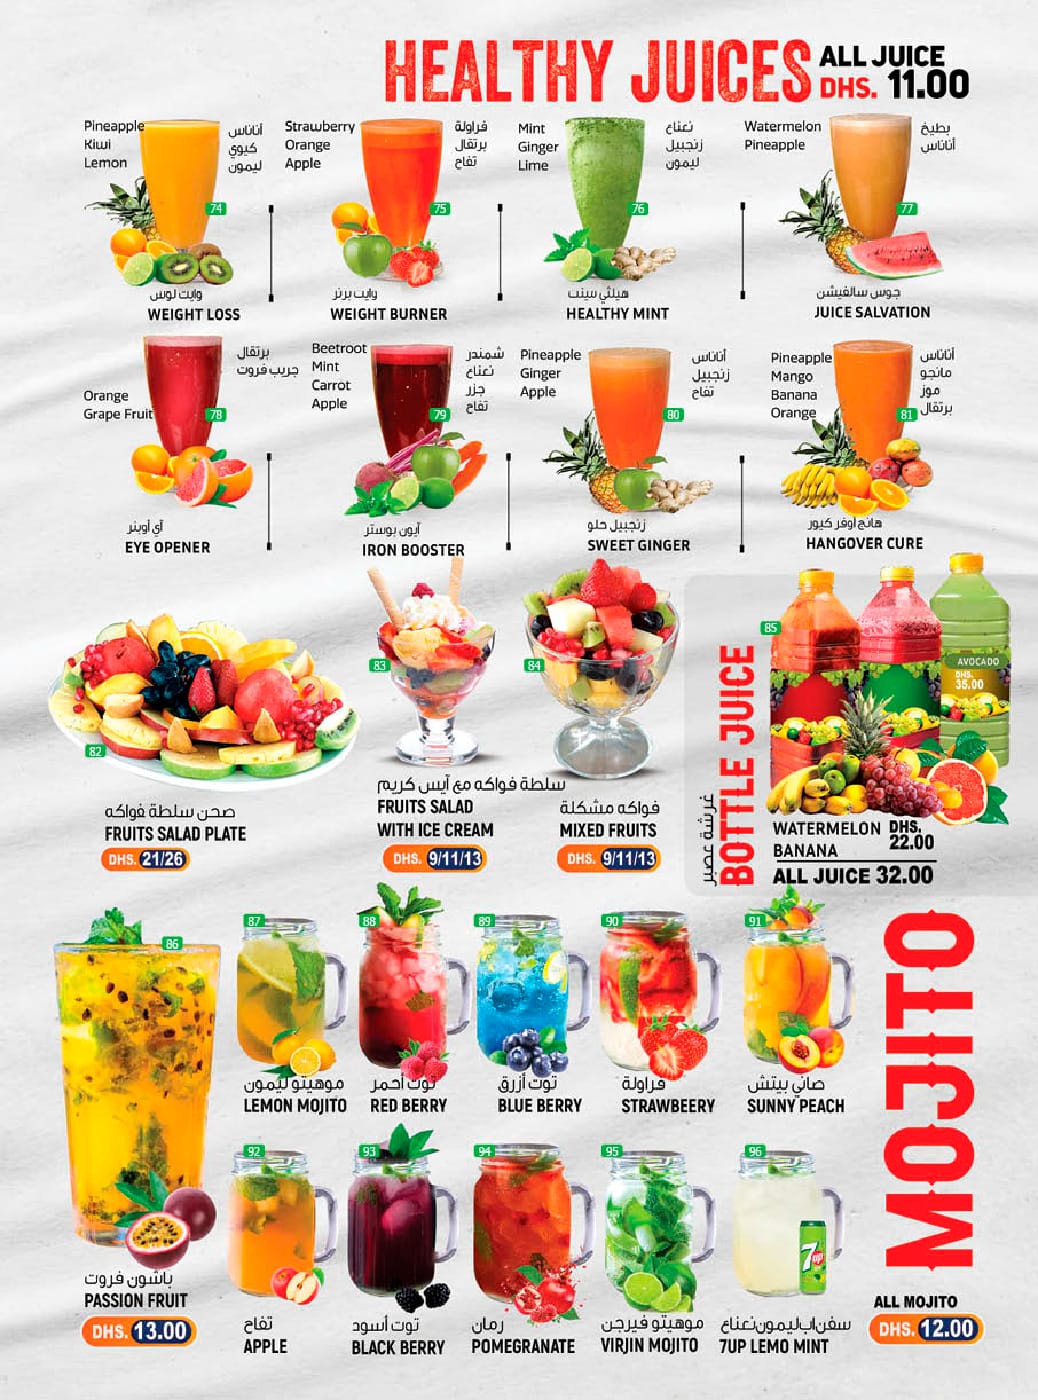 HEALTHY JUICES
ALL JUICE
DHS. 11.00
Pineapple
Kiwi
Lemon
أناناس
كيوي
ليمون
74
وايت لوس
WEIGHT LOSS
Strawberry
Orange
Apple
فراولة
برتقال
تفاح
75
وايت برنر
WEIGHT BURNER
Mint
Ginger
Lime
نعناع
زنجبيل
ليمون
76
هيلثي مينت
HEALTHY MINT
Watermelon
Pineapple
بطيخ
أناناس
77
جوس سالفيشن
JUICE SALVATION
Orange
Grape Fruit
برتقال
جريب فروت
78
آي أوبنر
EYE OPENER
Beetroot
Mint
Carrot
Apple
شمندر
نعناع
جزر
تفاح
79
آيون بوستر
IRON BOOSTER
Pineapple
Ginger
Apple
أناناس
زنجبيل
تفاح
80
زنجبيل حلو
SWEET GINGER
Pineapple
Mango
Banana
Orange
أناناس
مانجو
موز
برتقال
81
هانج أوفر كيور
HANGOVER CURE
82
صحن سلطة فواكه
FRUITS SALAD PLATE
DHS. 21/26
83
سلطة فواكه مع آيس كريم
FRUITS SALAD
WITH ICE CREAM
DHS. 9/11/13
84
فواكه مشكلة
MIXED FRUITS
DHS. 9/11/13
85
غرشة عصير
BOTTLE JUICE
AVOCADO
DHS.
35.00
WATERMELON
BANANA
DHS.
22.00
ALL JUICE 32.00
86
باشون فروت
PASSION FRUIT
DHS. 13.00
87
موهيتو ليمون
LEMON MOJITO
88
توت أحمر
RED BERRY
89
توت أزرق
BLUE BERRY
90
فراولة
STRAWBEERY
91
صاني بيتش
SUNNY PEACH
92
تفاح
APPLE
93
توت أسود
BLACK BERRY
94
رمان
POMEGRANATE
95
موهيتو فيرجن
VIRJIN MOJITO
96
7
سفن اب ليمون نعناع
7UP LEMO MINT
MOJITO
ALL MOJITO
DHS. 12.00